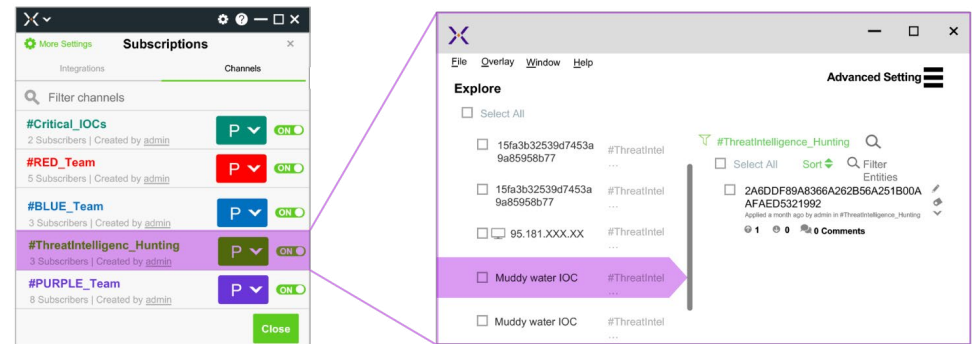 More Settings Subscriptions ×
Integrations Channels
Filter channels
#Critical_IOCs
2 Subscribers | Created by admin
P ON
#RED_Team
5 Subscribers | Created by admin
P ON
#BLUE_Team
3 Subscribers | Created by admin
P ON
#ThreatIntelligenc_Hunting
3 Subscribers | Created by admin
P ON
#PURPLE_Team
8 Subscribers | Created by admin
P ON
Close
File Overlay Window Help
Advanced Setting
Explore
Select All
15fa3b32539d7453a
9a85958b77
#ThreatIntel
...
15fa3b32539d7453a
9a85958b77
#ThreatIntel
...
95.181.XXX.XX #ThreatIntel
...
Muddy water IOC #ThreatIntel
...
Muddy water IOC #ThreatIntel
...
#ThreatIntelligence_Hunting
Select All Sort Filter
Entities
2A6DDF89A8366A262B56A251B00A
AFAED5321992
Applied a month ago by admin in #ThreatIntelligence_Hunting
1 0 0 Comments